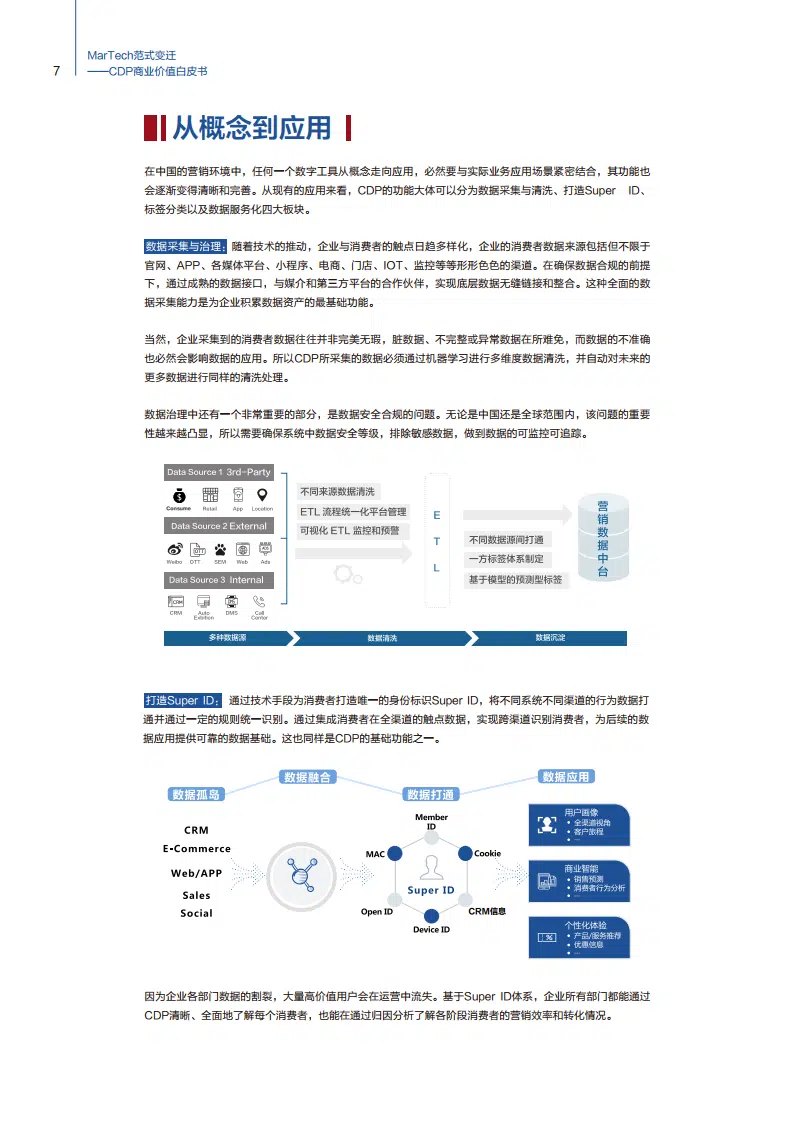 MarTech范式变迁
7
——CDP商业价值白皮书
从概念到应用
在中国的营销环境中，任何一个数字工具从概念走向应用，必然要与实际业务应用场景紧密结合，其功能也
会逐渐变得清晰和完善。从现有的应用来看，CDP的功能大体可以分为数据采集与清洗、打造Super ID、
标签分类以及数据服务化四大板块。
数据采集与治理：随着技术的推动，企业与消费者的触点日趋多样化，企业的消费者数据来源包括但不限于
官网、APP、各媒体平台、小程序、电商、门店、IOT、监控等等形形色色的渠道。在确保数据合规的前提
下，通过成熟的数据接口，与媒介和第三方平台的合作伙伴，实现底层数据无缝链接和整合。这种全面的数
据采集能力是为企业积累数据资产的最基础功能。
当然，企业采集到的消费者数据往往并非完美无瑕，脏数据、不完整或异常数据在所难免，而数据的不准确
也必然会影响数据的应用。所以CDP所采集的数据必须通过机器学习进行多维度数据清洗，并自动对未来的
更多数据进行同样的清洗处理。
数据治理中还有一个非常重要的部分，是数据安全合规的问题。无论是中国还是全球范围内，该问题的重要
性越来越凸显，所以需要确保系统中数据安全等级，排除敏感数据，做到数据的可监控可追踪。
Data Source 1 3rd-Party
Consume Retail App Location
Data Source 2 External
OTT
ADS
Weibo OTT SEM Web Ads
Data Source 3 Internal
CRM
CRM Auto Exbition DMS Call Center
不同来源数据清洗
ETL 流程统一化平台管理
可视化 ETL 监控和预警
E
T
L
不同数据源间打通
一方标签体系制定
基于模型的预测型标签
营销数据中台
多种数据源
数据清洗
数据沉淀
打造Super ID： 通过技术手段为消费者打造唯一的身份标识Super ID，将不同系统不同渠道的行为数据打
通并通过一定的规则统一识别。通过集成消费者在全渠道的触点数据，实现跨渠道识别消费者，为后续的数
据应用提供可靠的数据基础。这也同样是CDP的基础功能之一。
数据孤岛
数据融合
数据打通
数据应用
CRM
E-Commerce
Web/APP
Sales
Social
Member
ID
MAC
Cookie
Super ID
Open ID
CRM信息
Device ID
用户画像
• 全渠道视角
• 客户旅程
• ...
商业智能
• 销售预测
• 消费者行为分析
• ...
个性化体验
• 产品/服务推荐
• 优惠信息
• ...
因为企业各部门数据的割裂，大量高价值用户会在运营中流失。基于Super ID体系，企业所有部门都能通过
CDP清晰、全面地了解每个消费者，也能在通过归因分析了解各阶段消费者的营销效率和转化情况。